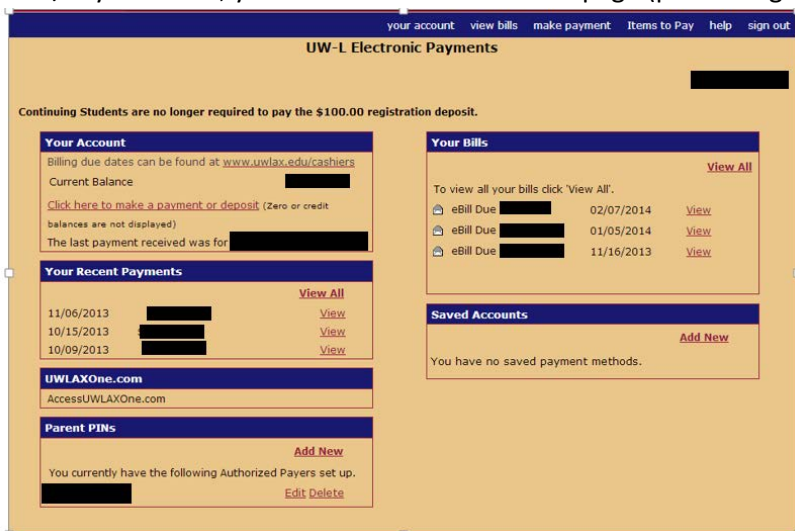 your account view bills make payment Items to Pay help sign out
UW-L Electronic Payments
Continuing Students are no longer required to pay the $100.00 registration deposit.
Your Account
Billing due dates can be found at www.uwlax.edu/cashiers
Current Balance
Click here to make a payment or deposit (Zero or credit
balances are not displayed)
The last payment received was for
Your Recent Payments
View All
11/06/2013 View
10/15/2013 View
10/09/2013 View
UWLAXOne.com
AccessUWLAXOne.com
Parent PINs
Add New
You currently have the following Authorized Payers set up.
Edit Delete
Your Bills
View All
To view all your bills click 'View All'.
eBill Due 02/07/2014 View
eBill Due 01/05/2014 View
eBill Due 11/16/2013 View
Saved Accounts
Add New
You have no saved payment methods.